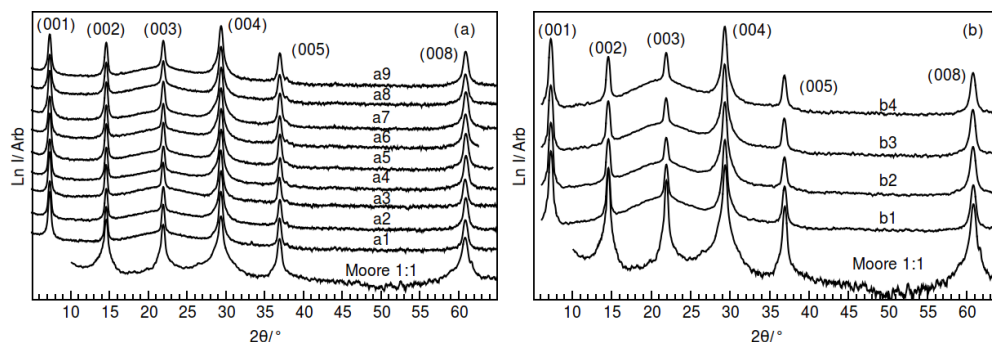 (001) (002) (003) (004) (005) (008) (a)
a9
a8
a7
a6
a5
a4
a3
a2
a1
Moore 1:1
Ln I/ Arb
10 15 20 25 30 35 40 45 50 55 60
2θ/°
(001) (002) (003) (004) (005) (008) (b)
b4
b3
b2
b1
Moore 1:1
Ln I/ Arb
10 15 20 25 30 35 40 45 50 55 60
2θ/°